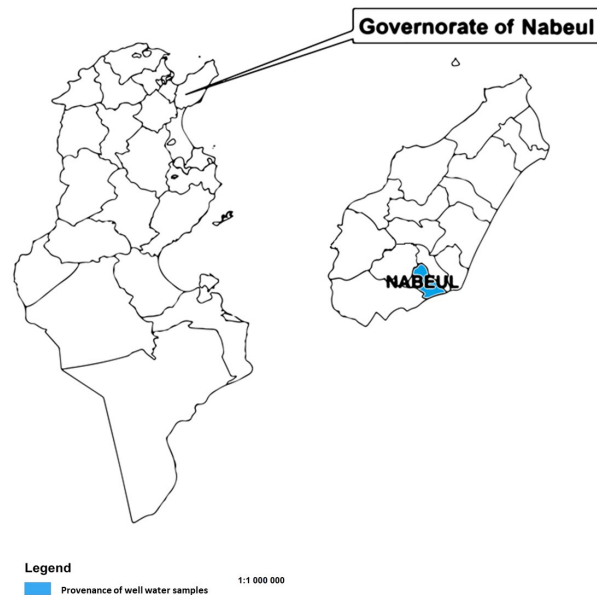 Governorate of Nabeul
NABEUL
Legend
1:1 000 000
Provenance of well water samples